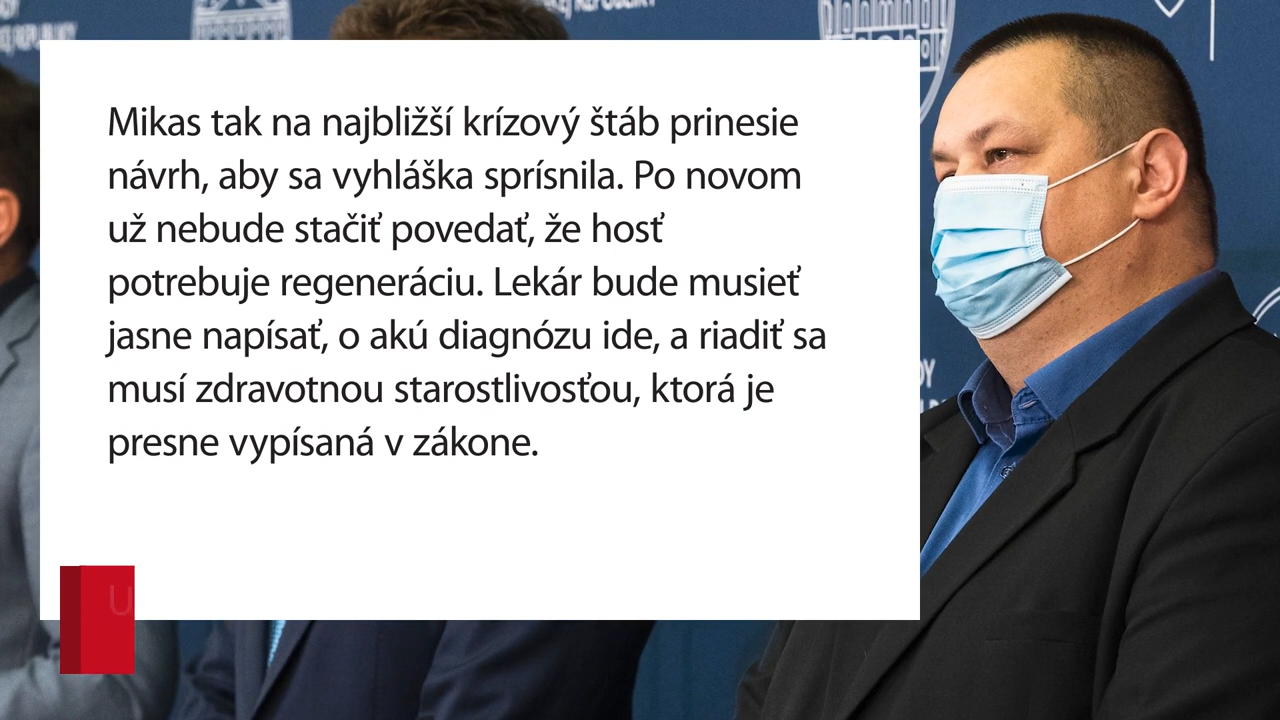 EJ REPUBLIKY
Mikas tak na najbližší krízový štáb prinesie
návrh, aby sa vyhláška sprísnila. Po novom
už nebude stačiť povedať, že hosť
potrebuje regeneráciu. Lekár bude musieť
jasne napísať, o akú diagnózu ide, a riadiť sa
musí zdravotnou starostlivosťou, ktorá je
presne vypísaná v zákone.
U